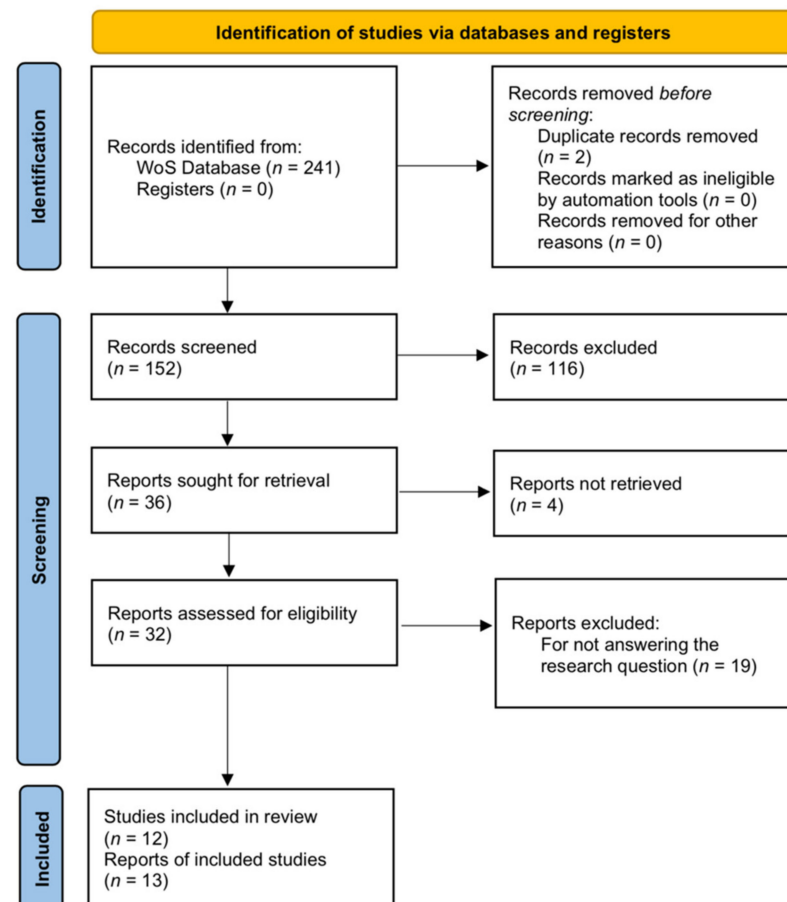 Identification of studies via databases and registers
Identification
Records identified from:
WoS Database (n = 241)
Registers (n = 0)
Records removed before
screening:
Duplicate records removed
(n = 2)
Records marked as ineligible
by automation tools (n = 0)
Records removed for other
reasons (n = 0)
Screening
Records screened
(n = 152)
Records excluded
(n = 116)
Reports sought for retrieval
(n = 36)
Reports not retrieved
(n = 4)
Reports assessed for eligibility
(n = 32)
Reports excluded:
For not answering the
research question (n = 19)
Included
Studies included in review
(n = 12)
Reports of included studies
(n = 13)